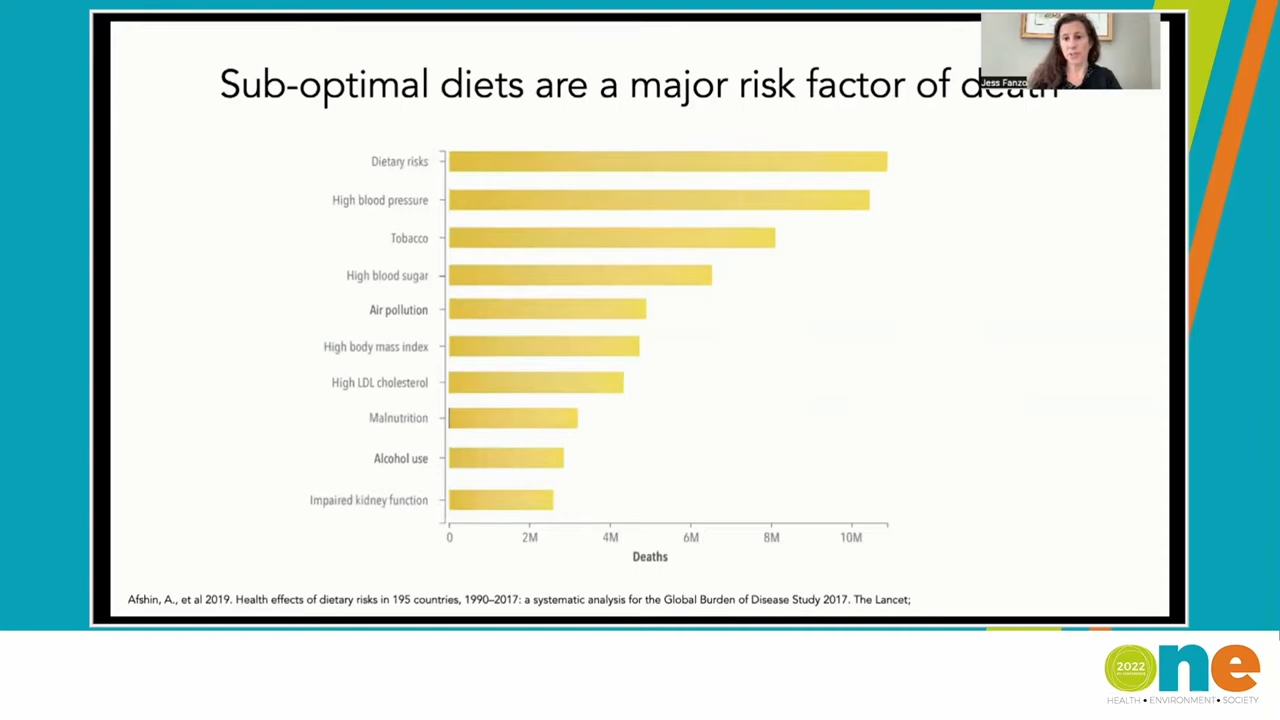 Sub-optimal diets are a major risk factor of death
Jess Fanzo
Dietary risks
High blood pressure
Tobacco
High blood sugar
Air pollution
High body mass index
High LDL cholesterol
Malnutrition
Alcohol use
Impaired kidney function
0 2M 4M 6M 8M 10M
Deaths
Afshin, A., et al 2019. Health effects of dietary risks in 195 countries, 1990–2017: a systematic analysis for the Global Burden of Disease Study 2017. The Lancet;
2022
one
HEALTH • ENVIRONMENT • SOCIETY